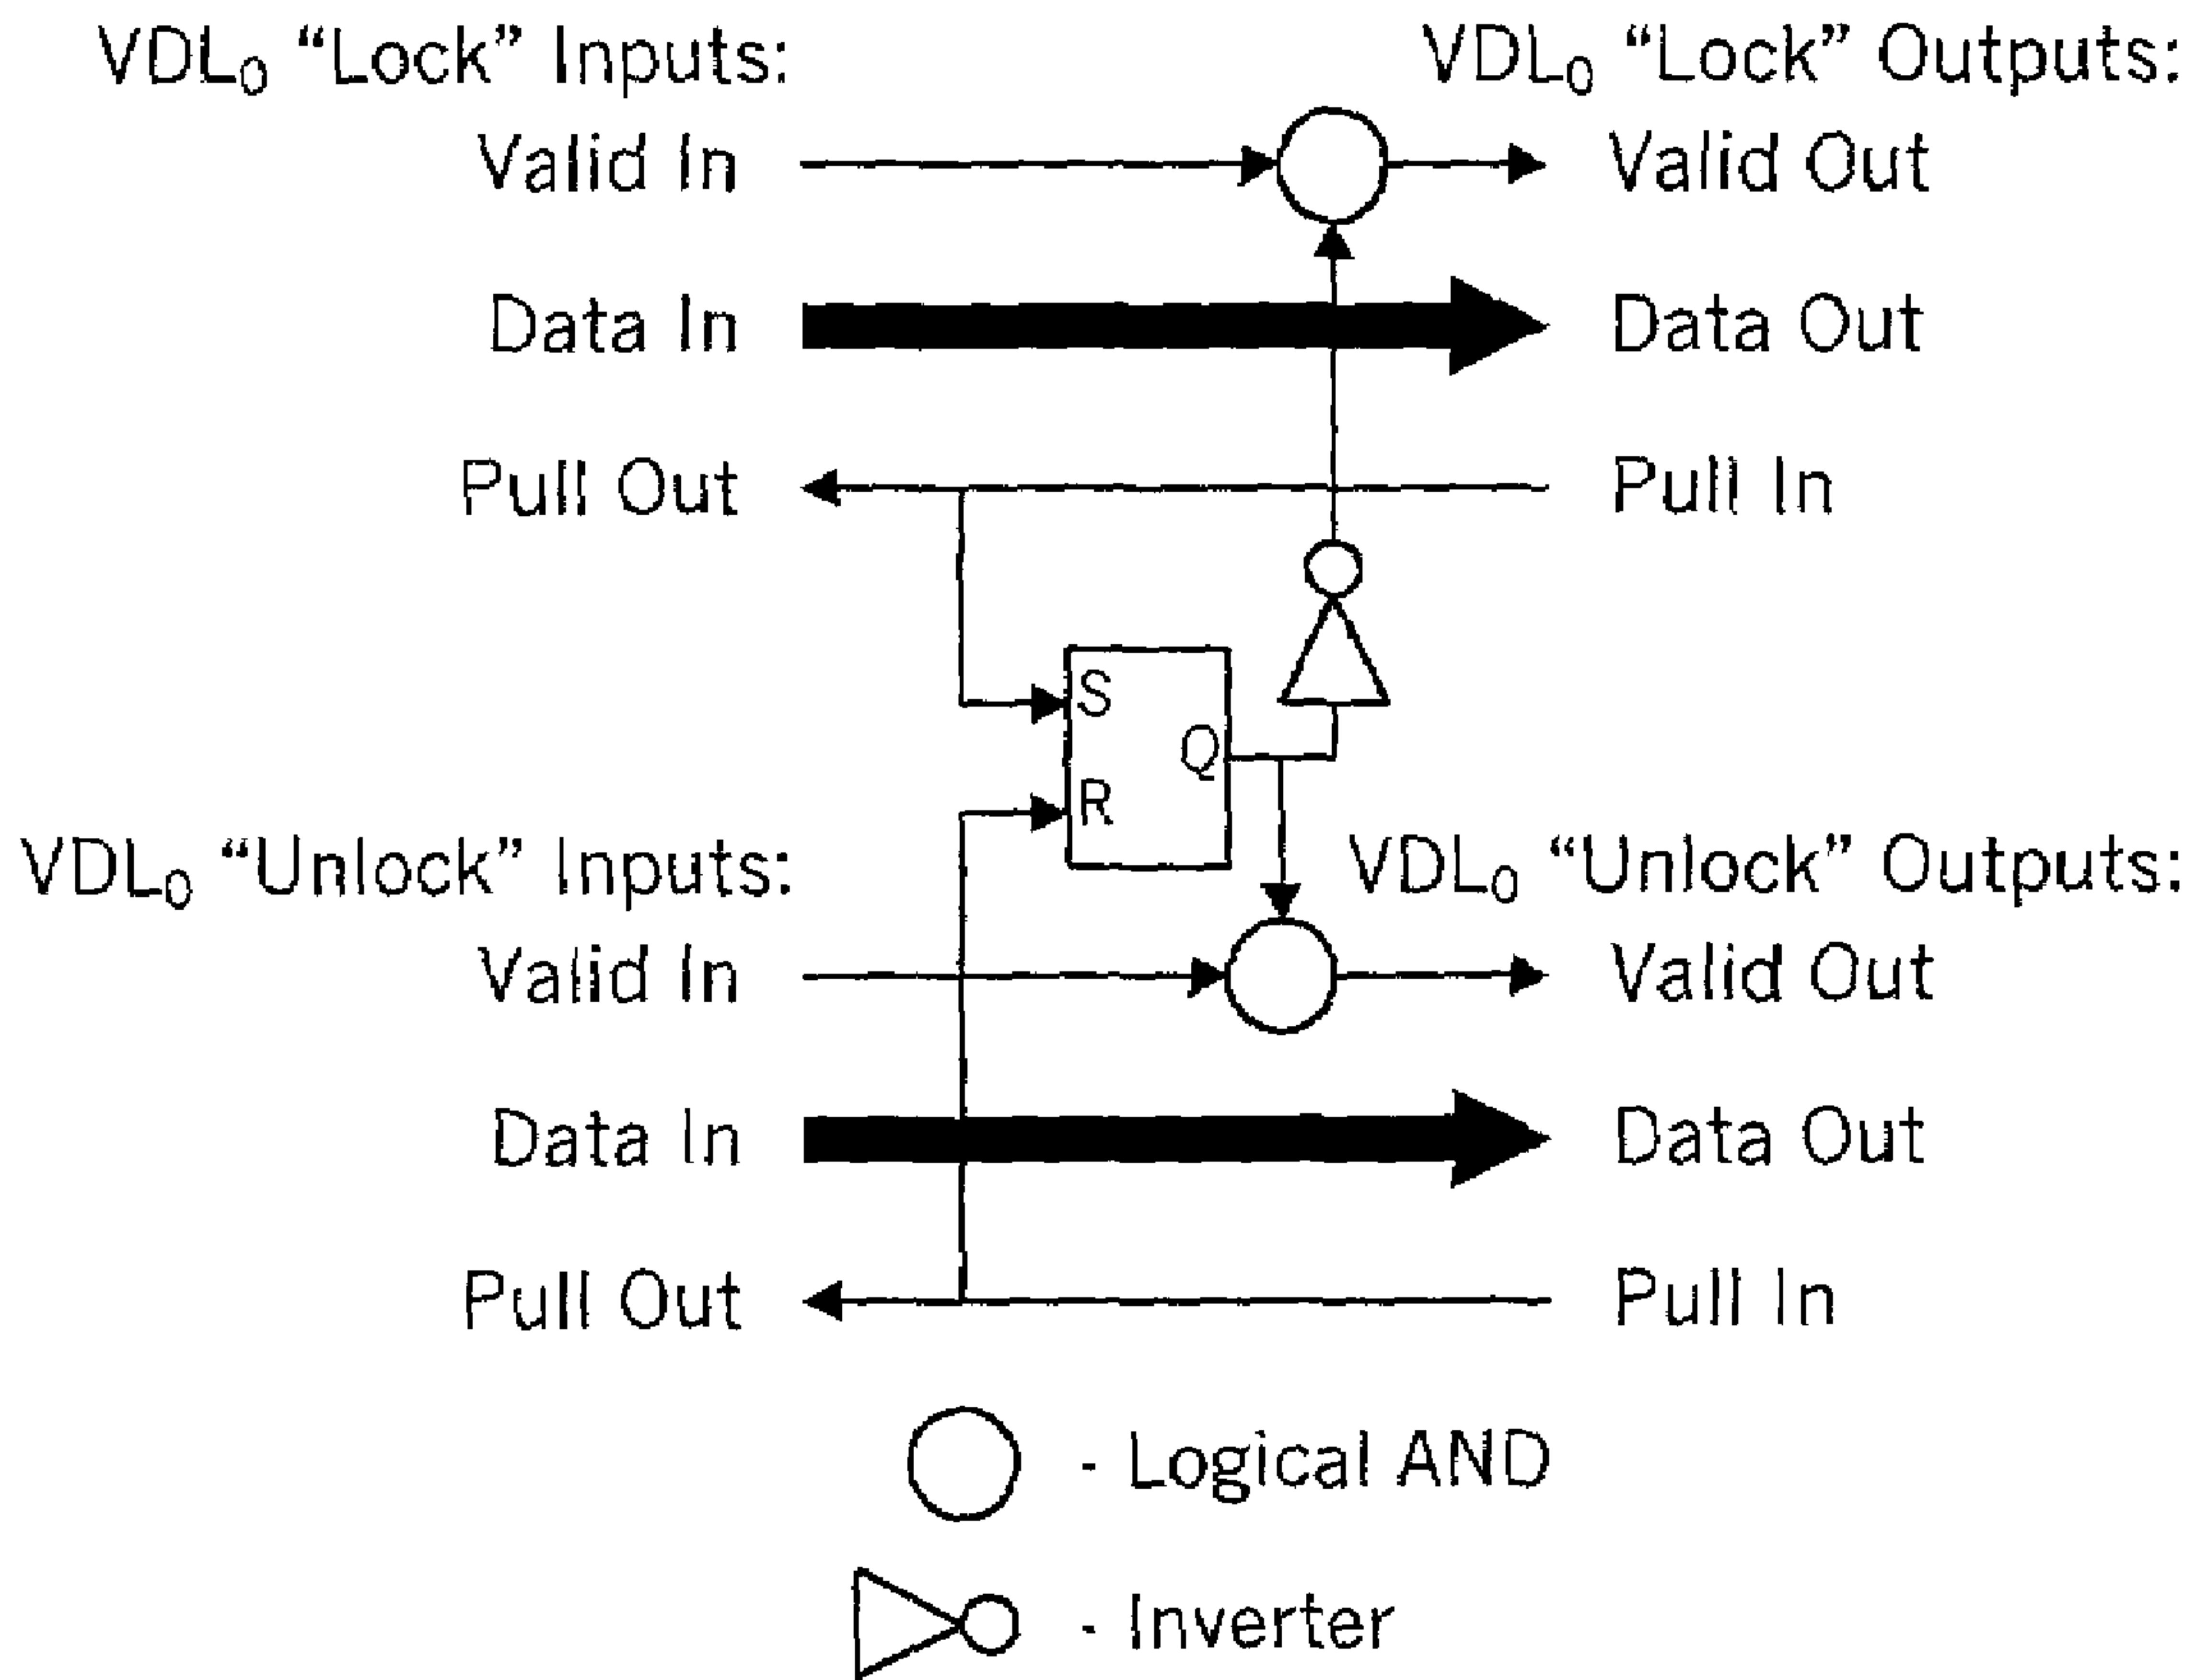 VDL₀ “Lock” Inputs:
VDL₀ “Lock” Outputs:
Valid In
Valid Out
Data In
Data Out
Pull Out
Pull In
S
Q
R
VDL₀ “Unlock” Inputs:
VDL₀ “Unlock” Outputs:
Valid In
Valid Out
Data In
Data Out
Pull Out
Pull In
- Logical AND
- Inverter